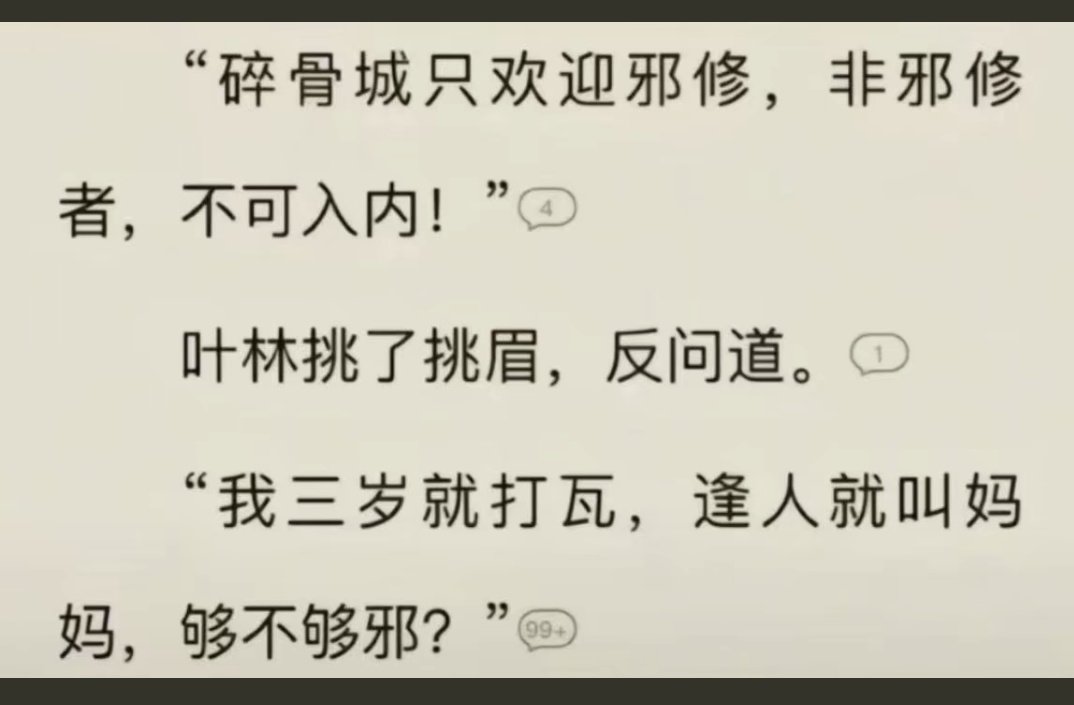 “碎骨城只欢迎邪修，非邪修
者，不可入内！”4
叶林挑了挑眉，反问道。1
“我三岁就打瓦，逢人就叫妈
妈，够不够邪？”99+